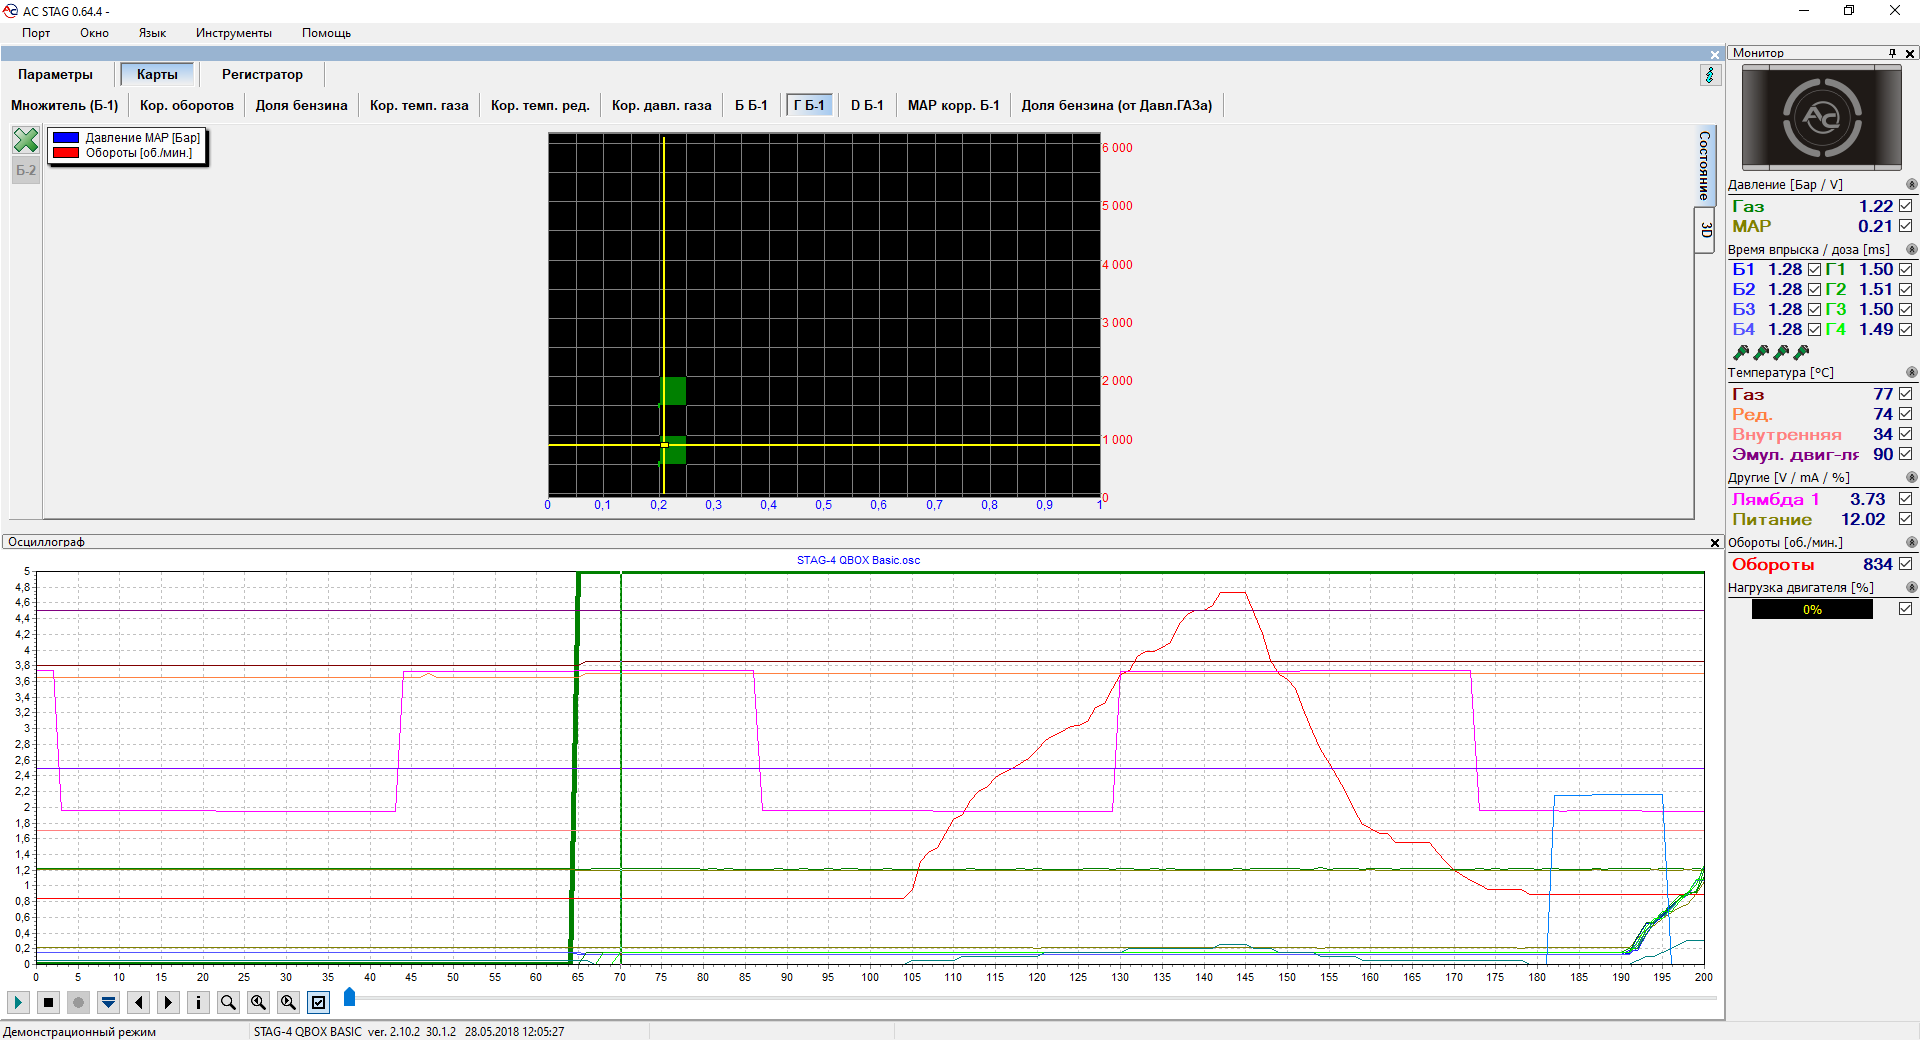 AC STAG 0.64.4 -
Порт Окно Язык Инструменты Помощь
Параметры Карты Регистратор
Множитель (Б-1) Кор. оборотов Доля бензина Кор. темп. газа Кор. темп. ред. Кор. давл. газа Б Б-1 Г Б-1 D Б-1 MAP корр. Б-1 Доля бензина (от Давл.ГАЗа)
Давление MAP [Бар]
Обороты [об./мин.]
Б-2
6 000
5 000
4 000
3 000
2 000
1 000
0
0 0,1 0,2 0,3 0,4 0,5 0,6 0,7 0,8 0,9 1
Состояние
3D
Осциллограф
STAG-4 QBOX Basic.osc
5
4,8
4,6
4,4
4,2
4
3,8
3,6
3,4
3,2
3
2,8
2,6
2,4
2,2
2
1,8
1,6
1,4
1,2
1
0,8
0,6
0,4
0,2
0
0 5 10 15 20 25 30 35 40 45 50 55 60 65 70 75 80 85 90 95 100 105 110 115 120 125 130 135 140 145 150 155 160 165 170 175 180 185 190 195 200
Монитор
AC
Давление [Бар / V]
Газ 1.22
MAP 0.21
Время впрыска / доза [ms]
Б1 1.28 Г1 1.50
Б2 1.28 Г2 1.51
Б3 1.28 Г3 1.50
Б4 1.28 Г4 1.49
Температура [°C]
Газ 77
Ред. 74
Внутренняя 34
Эмул. двиг-ля 90
Другие [V / mA / %]
Лямбда 1 3.73
Питание 12.02
Обороты [об./мин.]
Обороты 834
Нагрузка двигателя [%]
0%
Демонстрационный режим STAG-4 QBOX BASIC ver. 2.10.2 30.1.2 28.05.2018 12:05:27